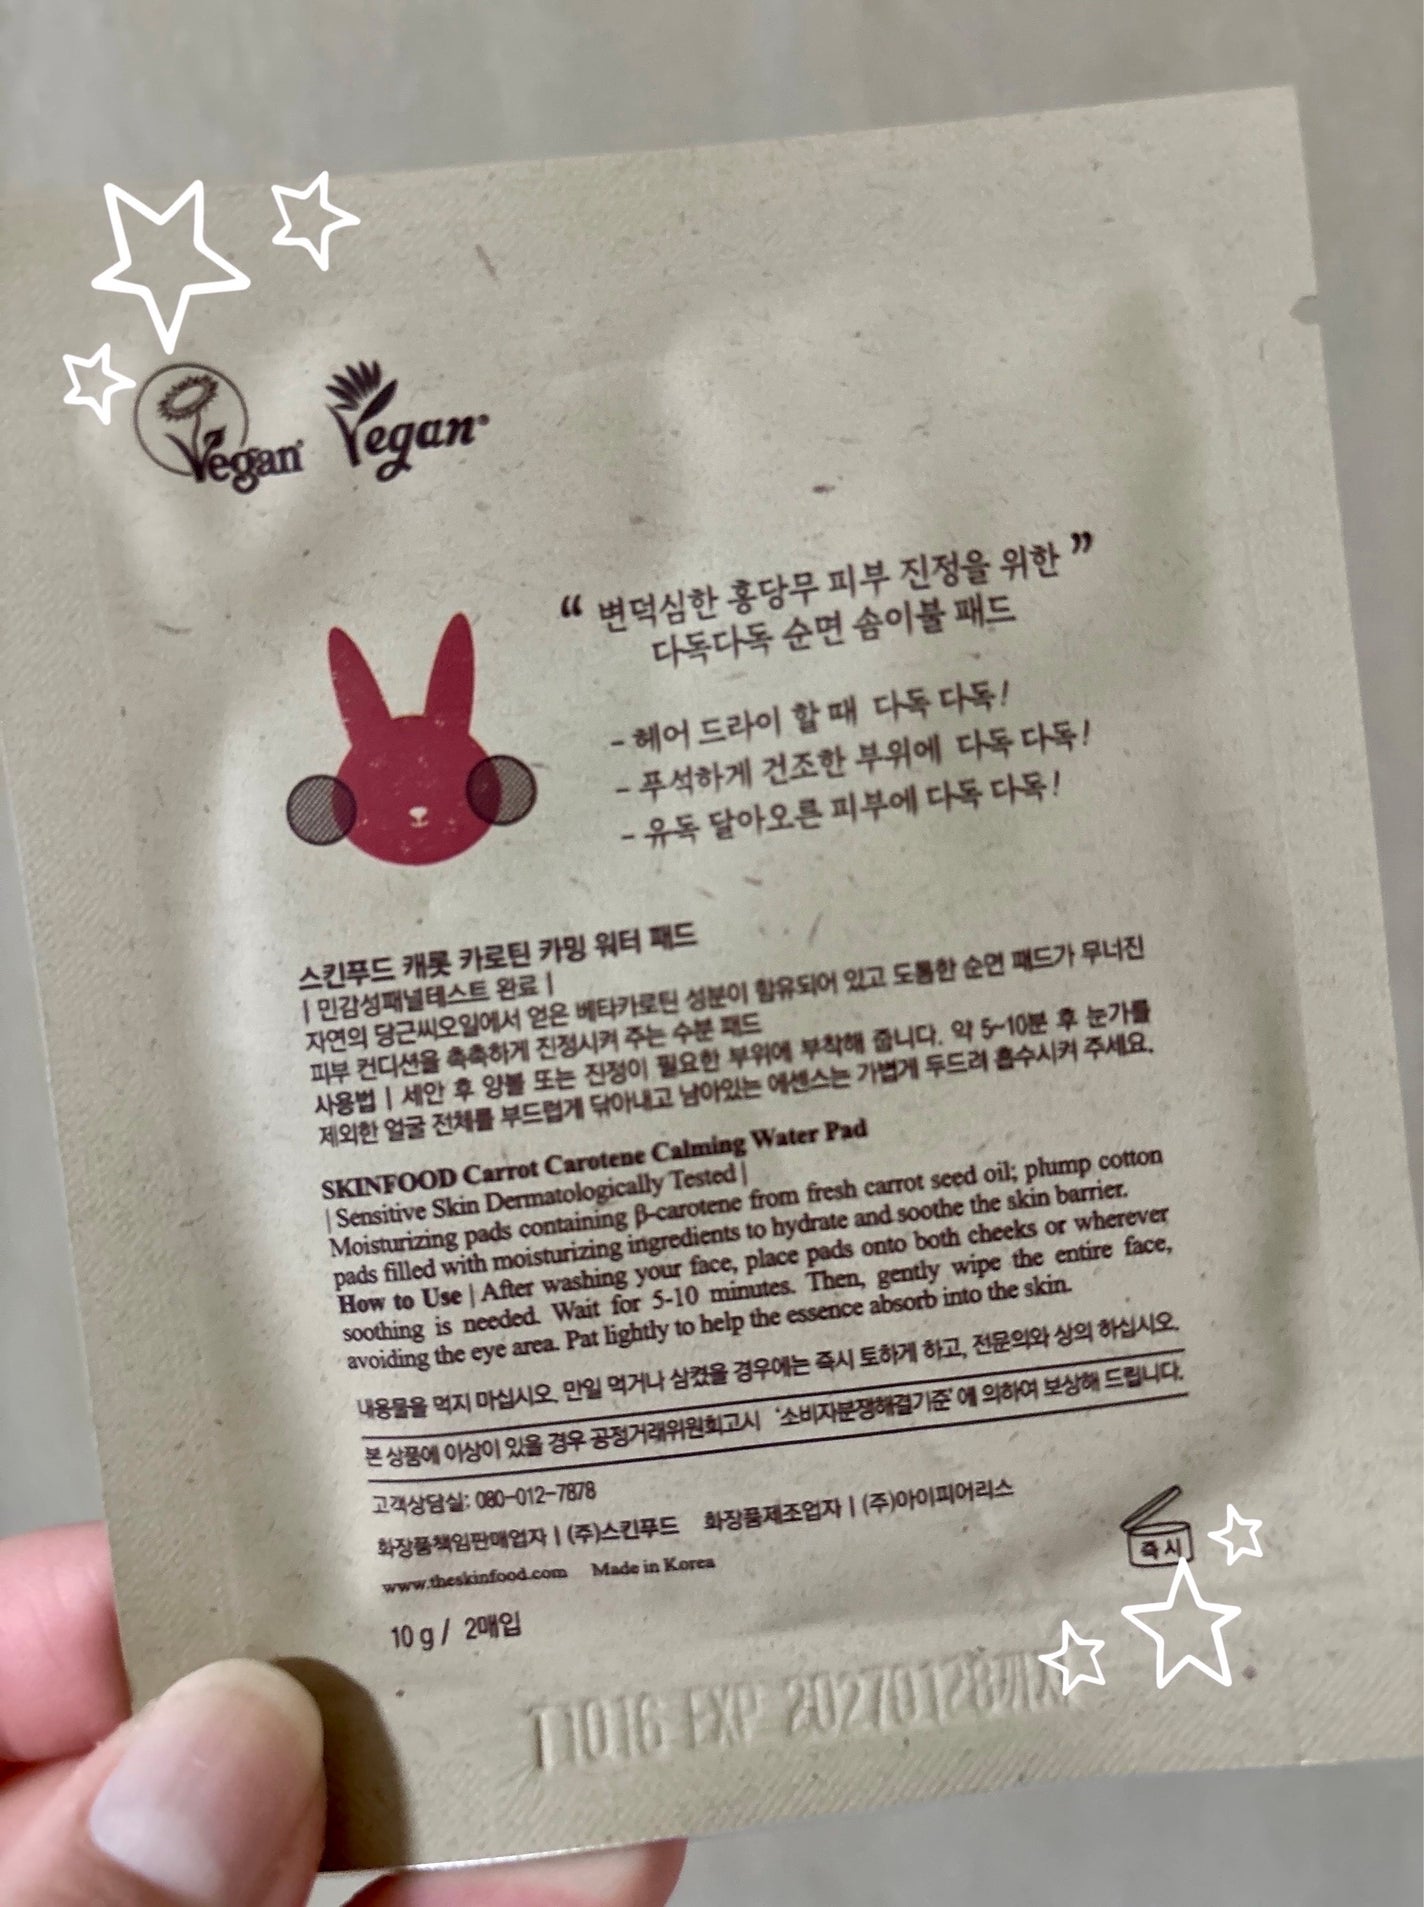 Vegan
Vegan
“ 변덕심한 홍당무 피부 진정을 위한 ”
다독다독 순면 솜이불 패드
- 헤어 드라이 할 때 다독 다독!
- 푸석하게 건조한 부위에 다독 다독!
- 유독 달아오른 피부에 다독 다독!
스킨푸드 캐롯 카로틴 카밍 워터 패드
| 민감성패널테스트 완료 |
자연의 당근씨오일에서 얻은 베타카로틴 성분이 함유되어 있고 도톰한 순면 패드가 무너진
피부 컨디션을 촉촉하게 진정시켜 주는 수분 패드
사용법 | 세안 후 양볼 또는 진정이 필요한 부위에 부착해 줍니다. 약 5~10분 후 눈가를
제외한 얼굴 전체를 부드럽게 닦아내고 남아있는 에센스는 가볍게 두드려 흡수시켜 주세요.
SKINFOOD Carrot Carotene Calming Water Pad
| Sensitive Skin Dermatologically Tested |
Moisturizing pads containing β-carotene from fresh carrot seed oil; plump cotton
pads filled with moisturizing ingredients to hydrate and soothe the skin barrier.
How to Use | After washing your face, place pads onto both cheeks or wherever
soothing is needed. Wait for 5-10 minutes. Then, gently wipe the entire face,
avoiding the eye area. Pat lightly to help the essence absorb into the skin.
내용물을 먹지 마십시오. 만일 먹거나 삼켰을 경우에는 즉시 토하게 하고, 전문의와 상의 하십시오.
본 상품에 이상이 있을 경우 공정거래위원회고시 '소비자분쟁해결기준'에 의하여 보상해 드립니다.
고객상담실: 080-012-7878
화장품책임판매업자 | (주)스킨푸드 화장품제조업자 | (주)아이피어리스
www.theskinfood.com Made in Korea
즉시
10 g / 2매입
EXP 20270128까지